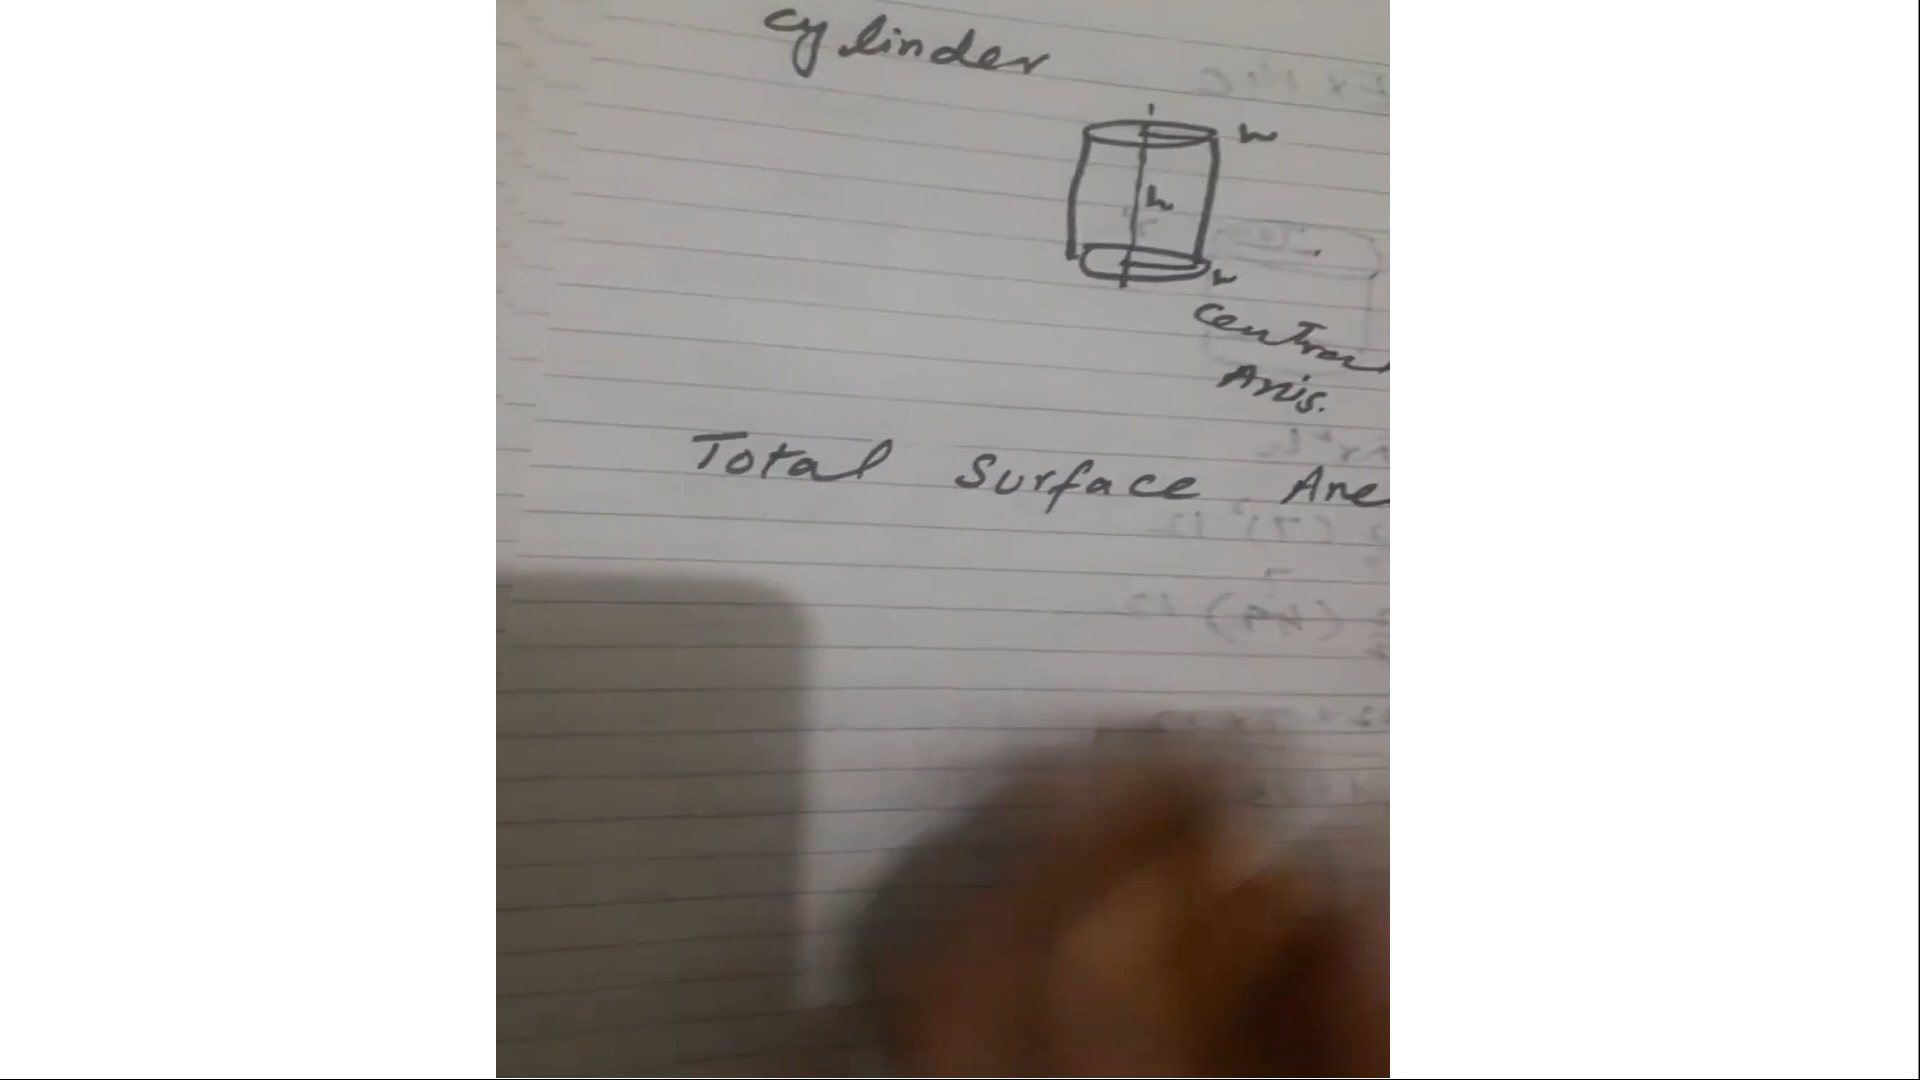 cylinder
r
h
r
Central
Axis.
Total Surface Are